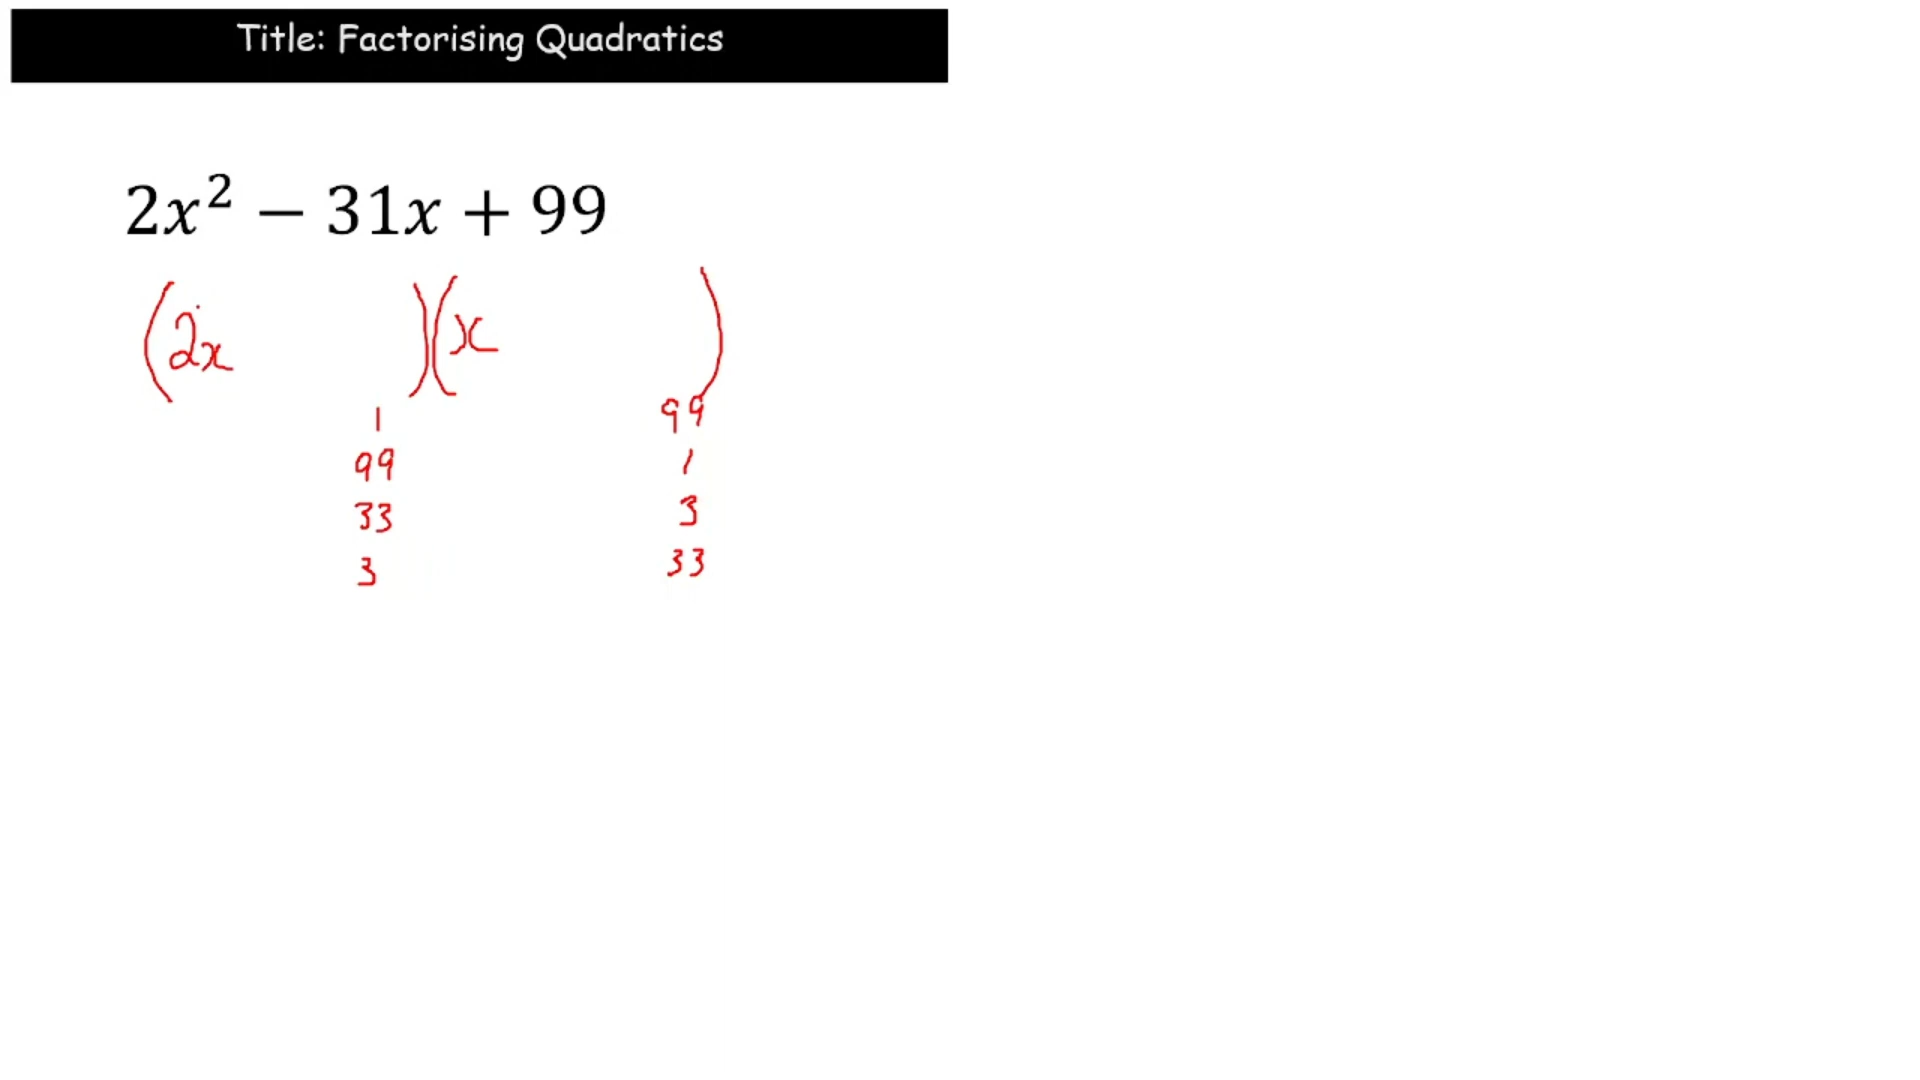 Title: Factorising Quadratics
2x² − 31x + 99
(2x )(x )
1 99
99 1
33 3
3 33